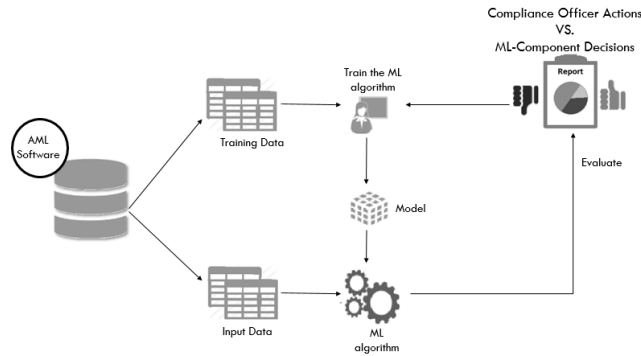 Compliance Officer Actions
VS.
ML-Component Decisions
Report
Train the ML
algorithm
Training Data
AML
Software
Evaluate
Model
Input Data
ML
algorithm